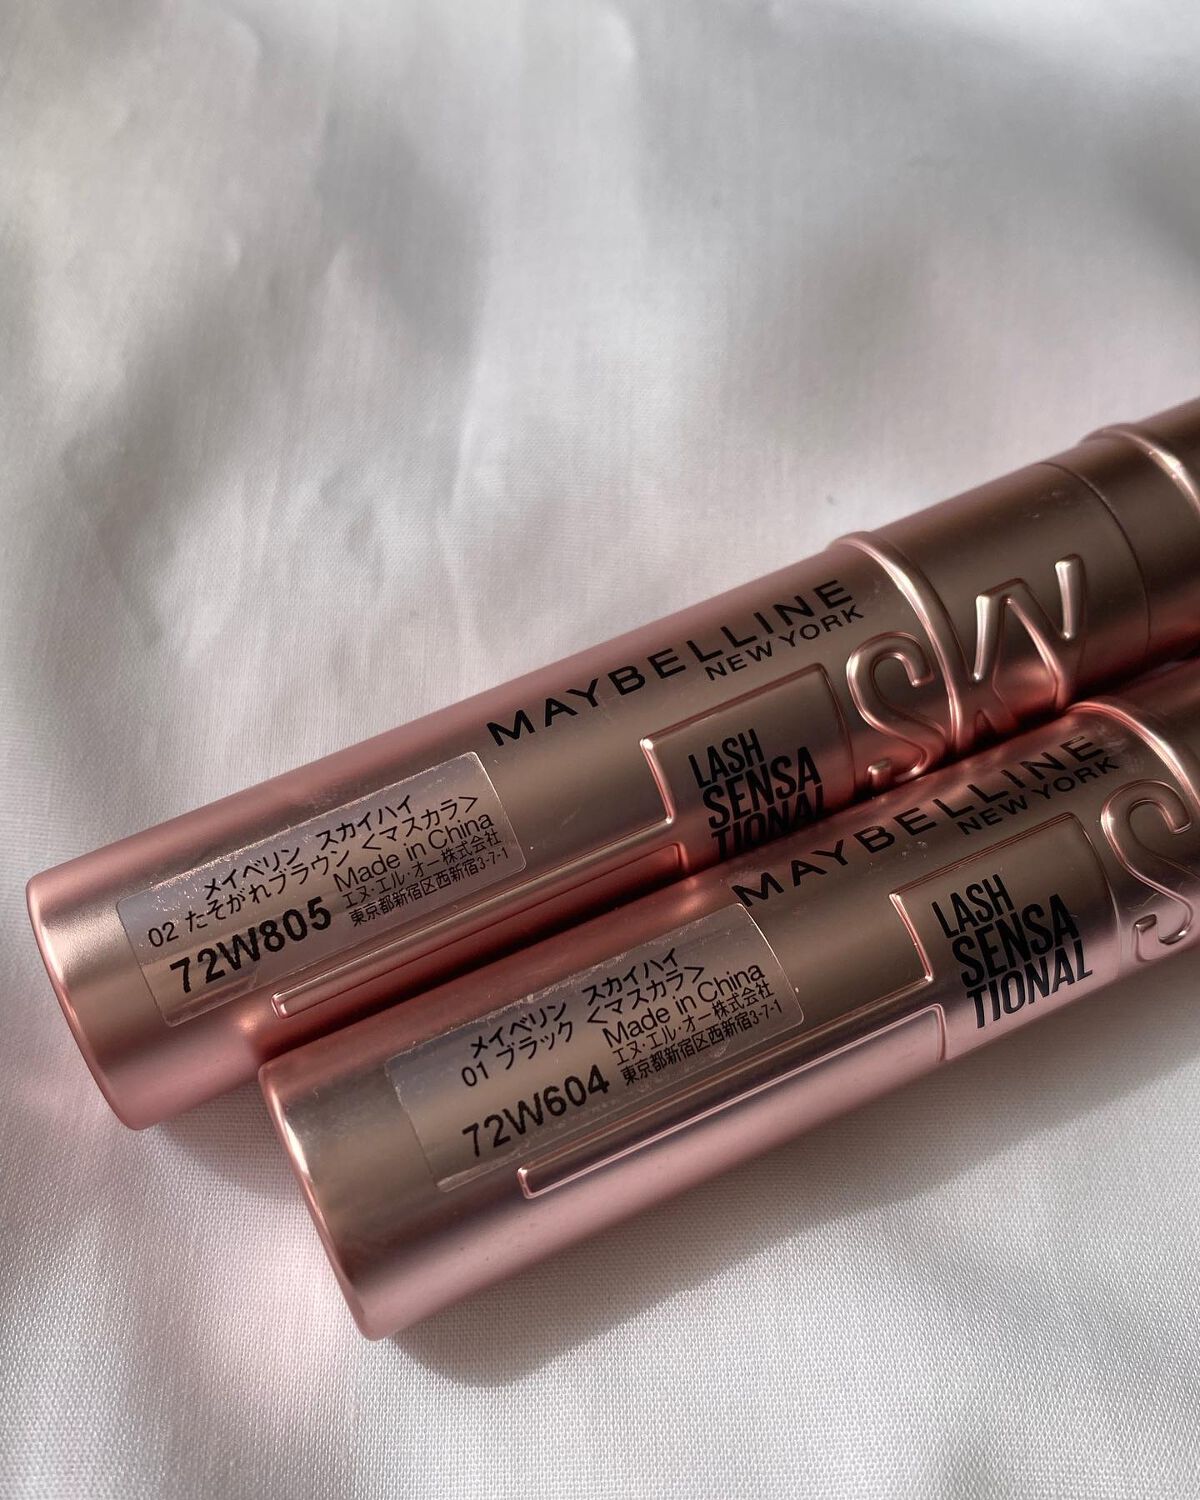 MAYBELLINE
NEW YORK
SKY
LASH
SENSA
TIONAL
メイベリン スカイハイ
02 たそがれブラウン <マスカラ>
Made in China
72W805
エヌ・エル・オー株式会社
東京都新宿区西新宿3-7-1
MAYBELLINE
NEW YORK
S
LASH
SENSA
TIONAL
メイベリン スカイハイ
01 ブラック <マスカラ>
Made in China
72W604
エヌ・エル・オー株式会社
東京都新宿区西新宿3-7-1